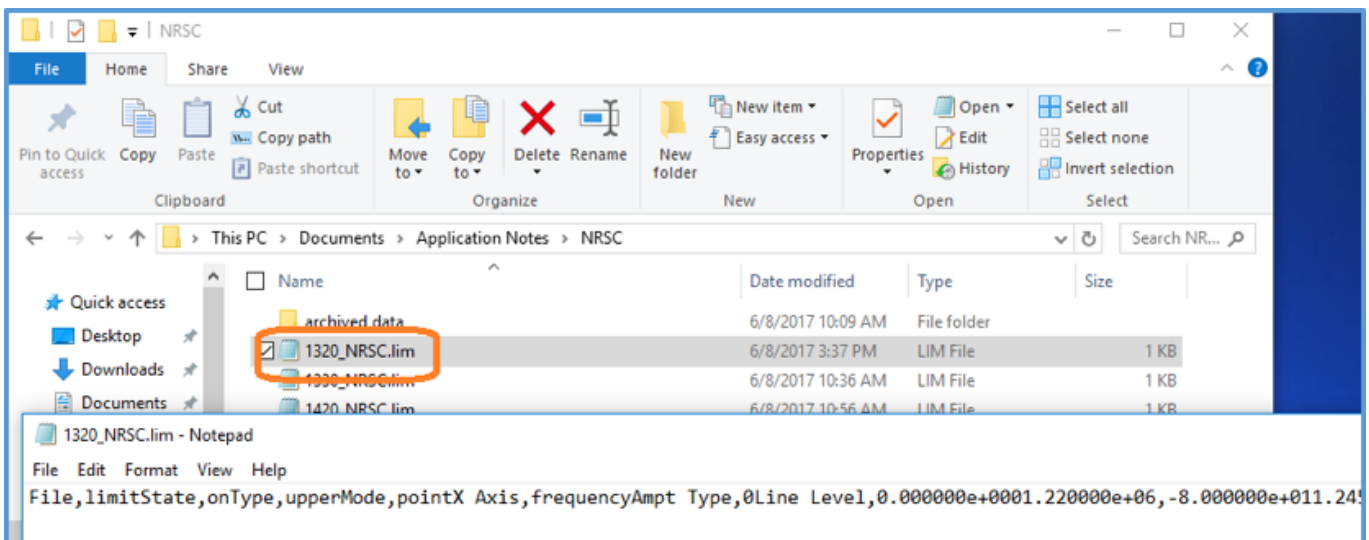 NRSC
File Home Share View
Pin to Quick access
Copy
Paste
Cut
Copy path
Paste shortcut
Move to
Copy to
Delete
Rename
New folder
New item
Easy access
Properties
Open
Edit
History
Select all
Select none
Invert selection
Clipboard Organize New Open Select
This PC > Documents > Application Notes > NRSC
Search NR...
Name Date modified Type Size
Quick access
Desktop
Downloads
Documents
archived data 6/8/2017 10:09 AM File folder
1320_NRSC.lim 6/8/2017 3:37 PM LIM File 1 KB
1330_NRSC.lim 6/8/2017 10:36 AM LIM File 1 KB
1420_NRSC.lim 6/8/2017 10:56 AM LIM File 1 KB
1320_NRSC.lim - Notepad
File Edit Format View Help
File,limitState,onType,upperMode,pointX Axis,frequencyAmpt Type,0Line Level,0.000000e+0001.220000e+06,-8.000000e+011.245